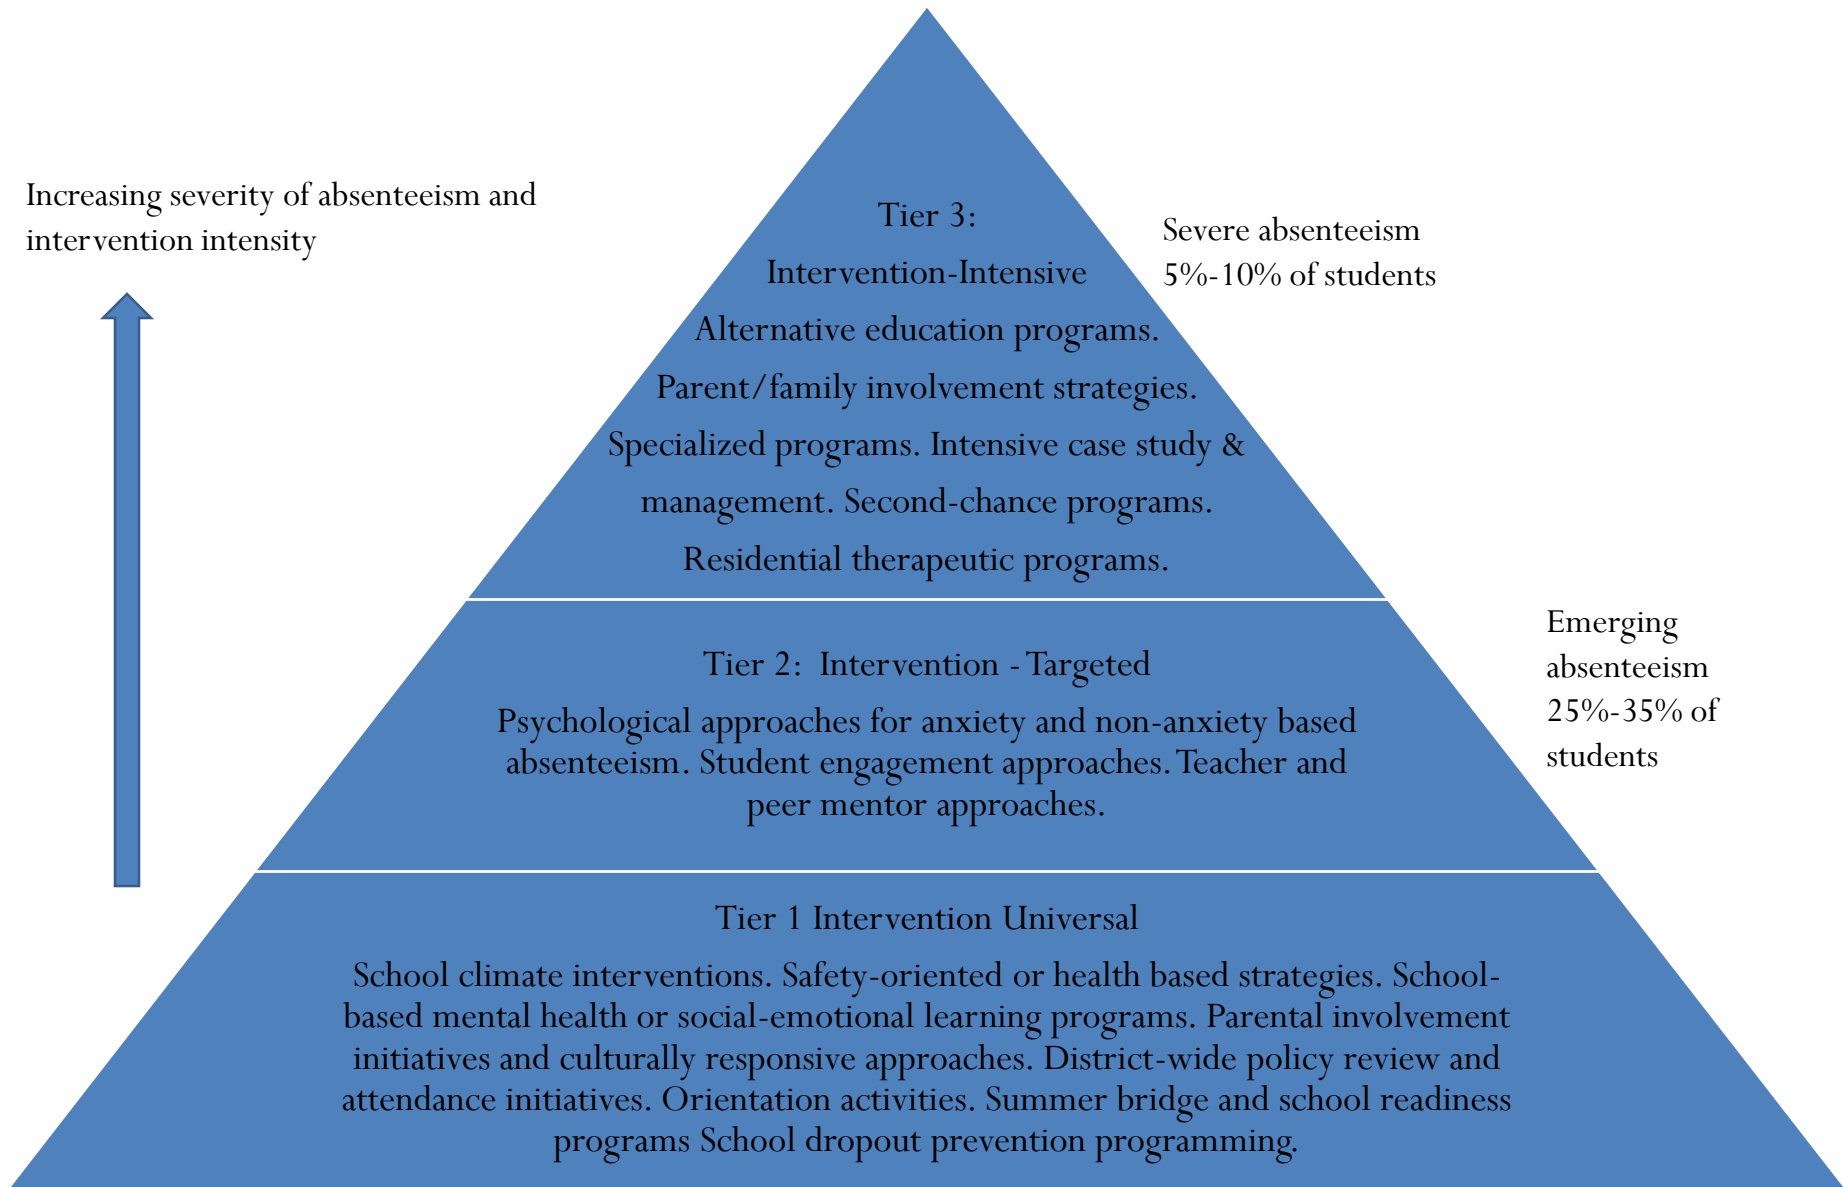 Increasing severity of absenteeism and
intervention intensity
Tier 3:
Intervention-Intensive
Alternative education programs.
Parent/family involvement strategies.
Specialized programs. Intensive case study &
management. Second-chance programs.
Residential therapeutic programs.
Severe absenteeism
5%-10% of students
Tier 2:  Intervention - Targeted
Psychological approaches for anxiety and non-anxiety based
absenteeism. Student engagement approaches. Teacher and
peer mentor approaches.
Emerging
absenteeism
25%-35% of
students
Tier 1 Intervention Universal
School climate interventions. Safety-oriented or health based strategies. School-
based mental health or social-emotional learning programs. Parental involvement
initiatives and culturally responsive approaches. District-wide policy review and
attendance initiatives. Orientation activities. Summer bridge and school readiness
programs School dropout prevention programming.